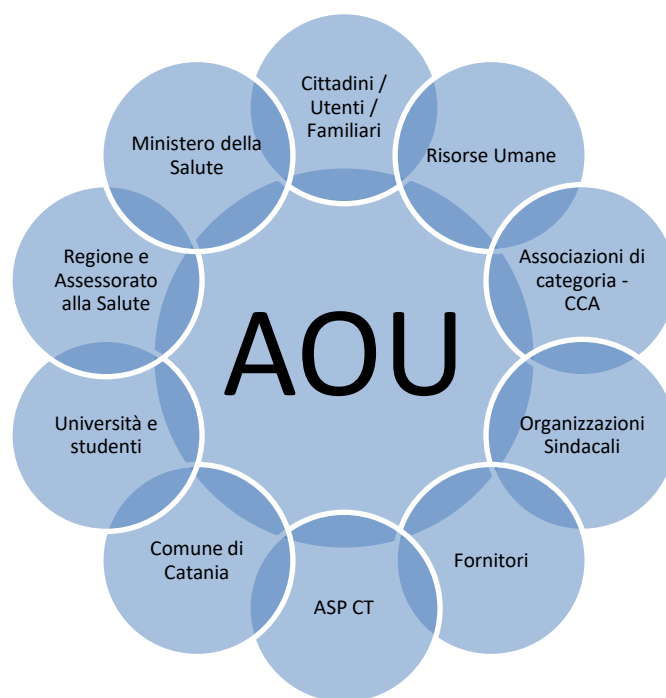 Cittadini /
Utenti /
Familiari
Risorse Umane
Associazioni di
categoria -
CCA
Organizzazioni
Sindacali
Fornitori
ASP CT
Comune di
Catania
Università e
studenti
Regione e
Assessorato
alla Salute
Ministero della
Salute
AOU